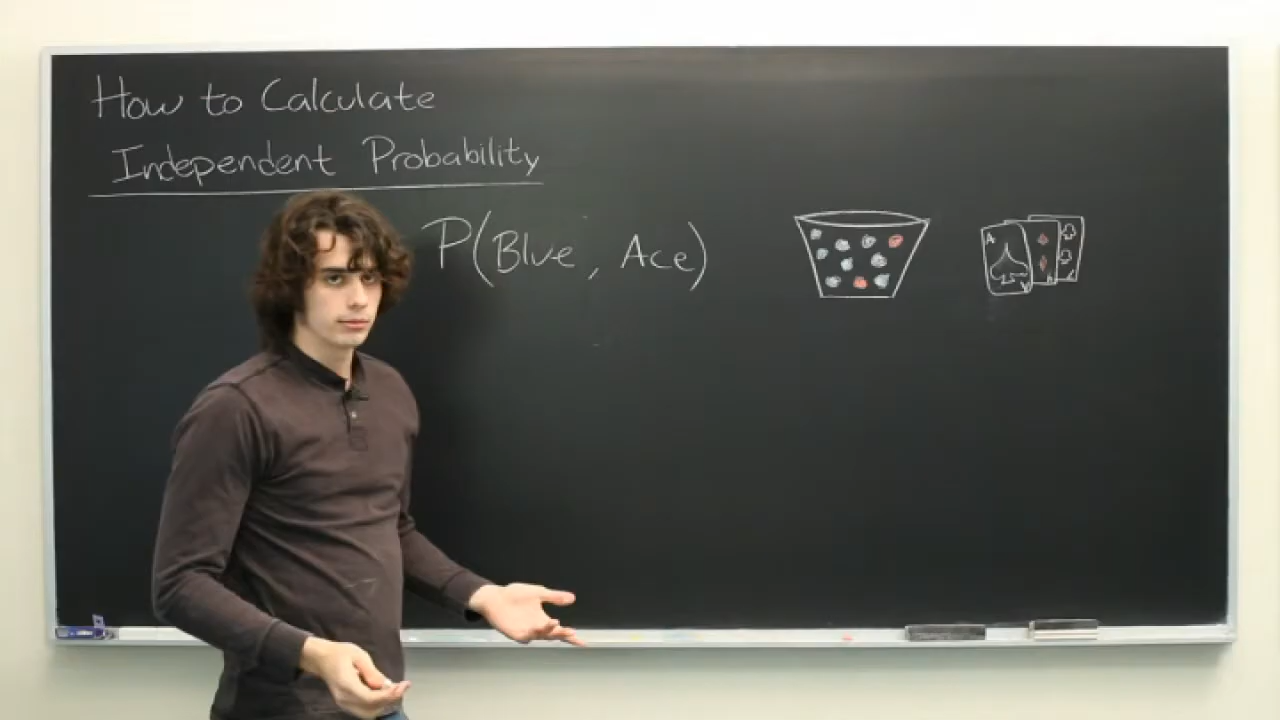 How to Calculate
Independent Probability
P(Blue, Ace)
A
A